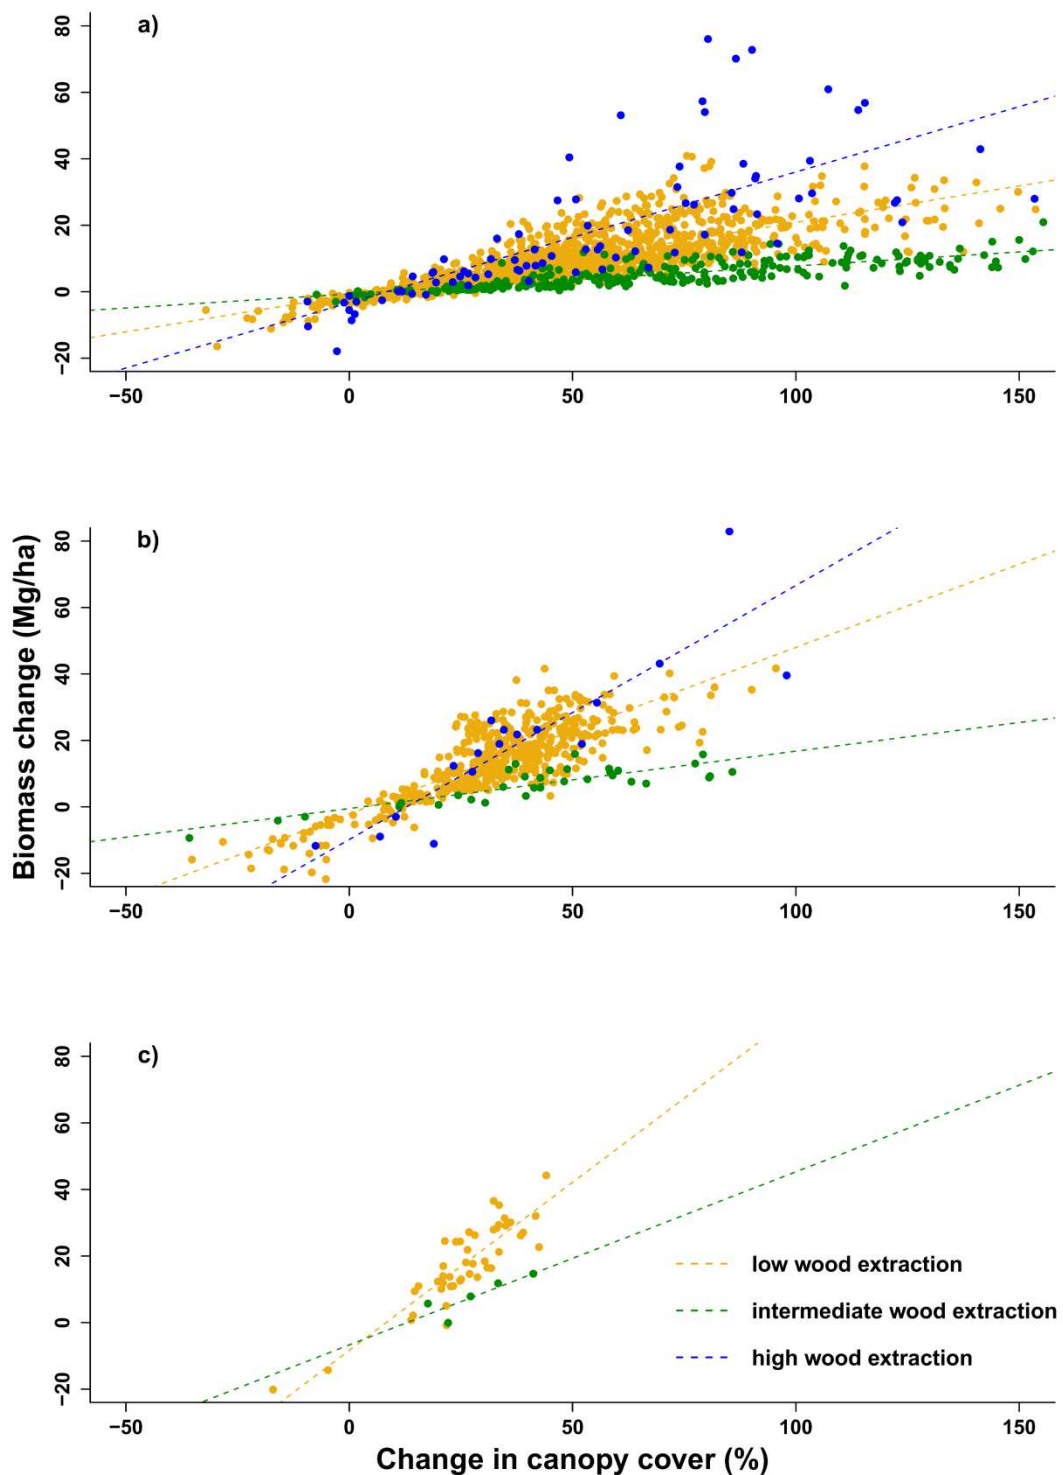 a)
80
60
40
20
0
−20
−50 0 50 100 150
b)
80
60
40
20
0
−20
−50 0 50 100 150
Biomass change (Mg/ha)
c)
80
60
40
20
0
−20
low wood extraction
intermediate wood extraction
high wood extraction
−50 0 50 100 150
Change in canopy cover (%)